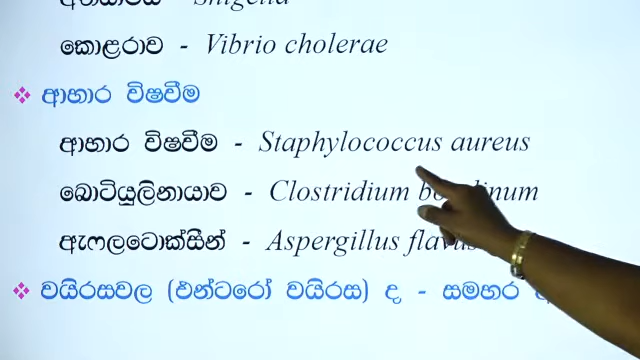 Shigella
කොළරාව - Vibrio cholerae
❖ ආහාර විෂවීම
ආහාර විෂවීම - Staphylococcus aureus
බොටියුලිනායාව - Clostridium
ඇෆලටොක්සීන් - Aspergillus
❖ වයිරසවල (එන්ටරෝ වයිරස) ද - සමහර